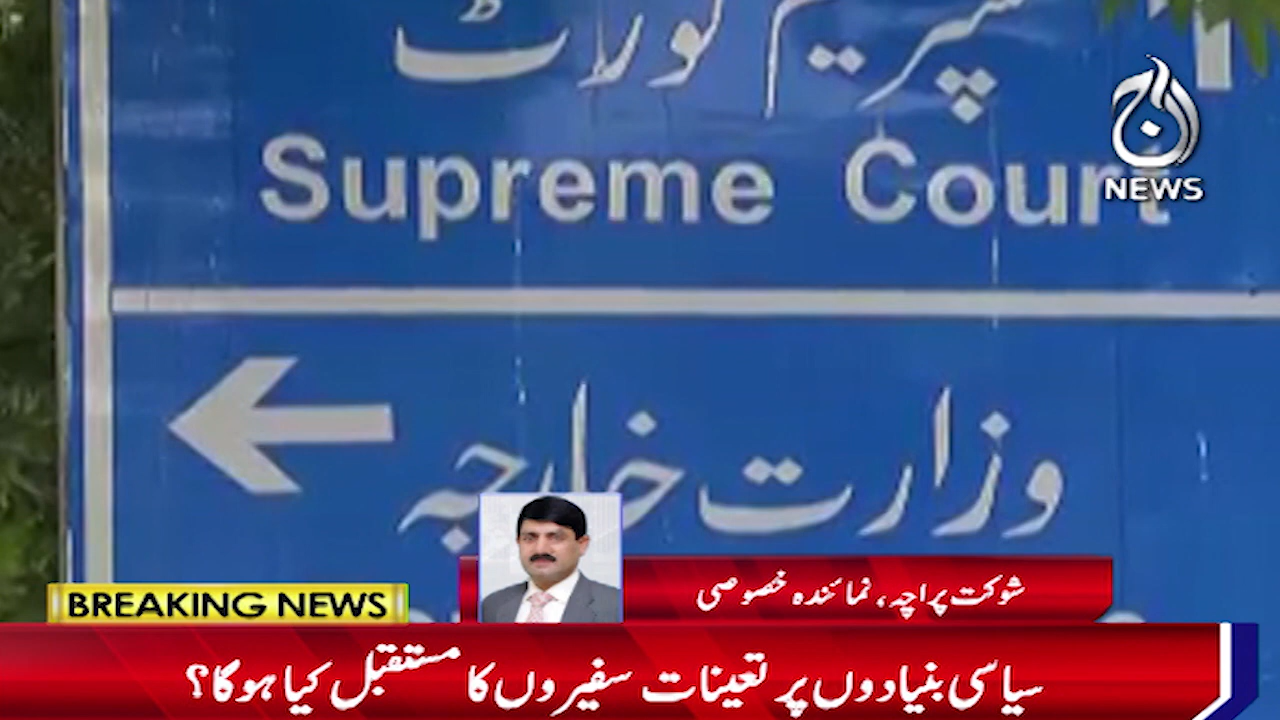 سپریم کورٹ
Supreme Court
آج
NEWS
وزارت خارجہ
شوکت پراچہ، نمائندہ خصوصی
BREAKING NEWS
سیاسی بنیادوں پر تعینات سفیروں کا مستقبل کیا ہوگا؟